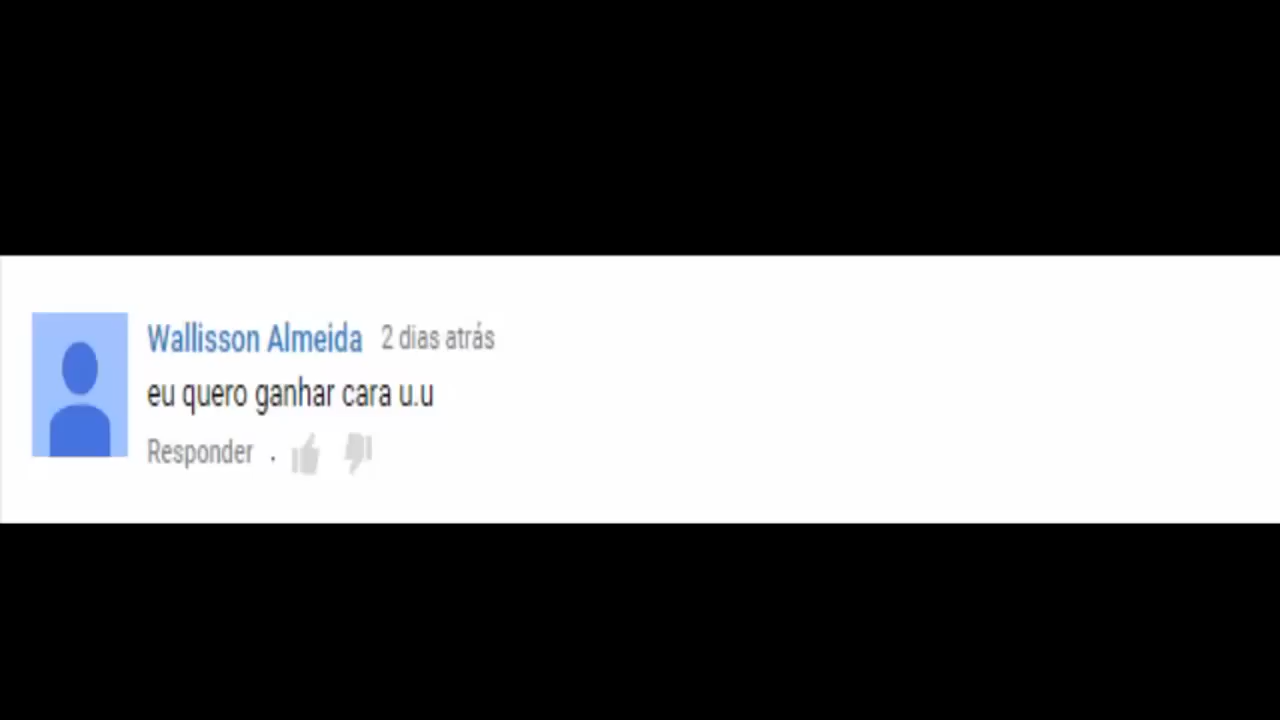 Wallisson Almeida 2 dias atrás
eu quero ganhar cara u.u
Responder .